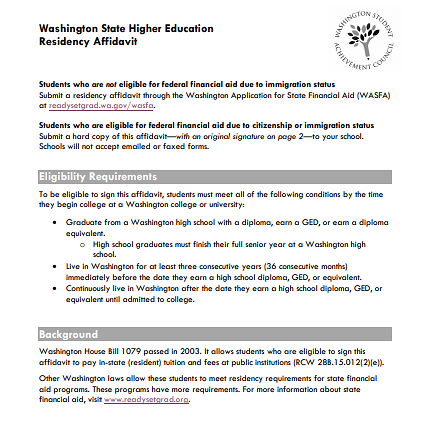 Washington State Higher Education
Residency Affidavit
WASHINGTON STUDENT
ACHIEVEMENT COUNCIL
Students who are not eligible for federal financial aid due to immigration status
Submit a residency affidavit through the Washington Application for State Financial Aid (WASFA)
at readysetgrad.wa.gov/wasfa.
Students who are eligible for federal financial aid due to citizenship or immigration status
Submit a hard copy of this affidavit—with an original signature on page 2—to your school.
Schools will not accept emailed or faxed forms.
Eligibility Requirements
To be eligible to sign this affidavit, students must meet all of the following conditions by the time
they begin college at a Washington college or university:
• Graduate from a Washington high school with a diploma, earn a GED, or earn a diploma
equivalent.
o High school graduates must finish their full senior year at a Washington high
school.
• Live in Washington for at least three consecutive years (36 consecutive months)
immediately before the date they earn a high school diploma, GED, or equivalent.
• Continuously live in Washington after the date they earn a high school diploma, GED, or
equivalent until admitted to college.
Background
Washington House Bill 1079 passed in 2003. It allows students who are eligible to sign this
affidavit to pay in-state (resident) tuition and fees at public institutions (RCW 28B.15.012(2)(e)).
Other Washington laws allow these students to meet residency requirements for state financial
aid programs. These programs have more requirements. For more information about state
financial aid, visit www.readysetgrad.org.